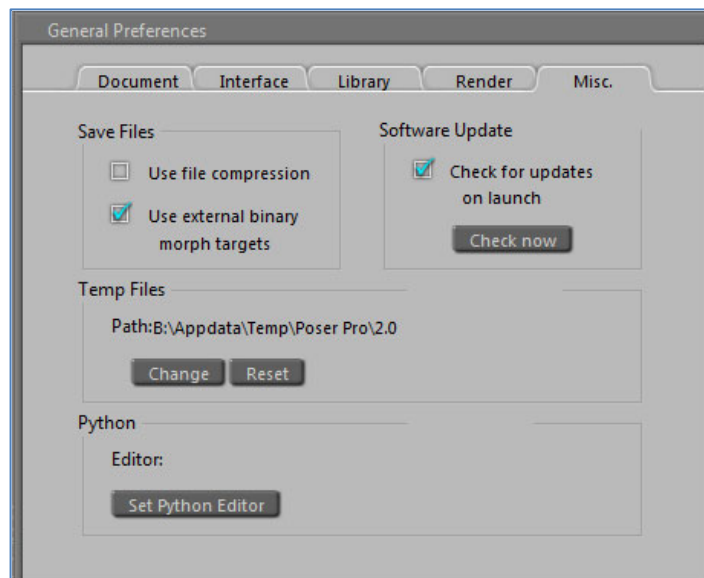 General Preferences
Document Interface Library Render Misc.
Save Files
Use file compression
Use external binary
morph targets
Software Update
Check for updates
on launch
Check now
Temp Files
Path:B:\Appdata\Temp\Poser Pro\2.0
Change Reset
Python
Editor:
Set Python Editor